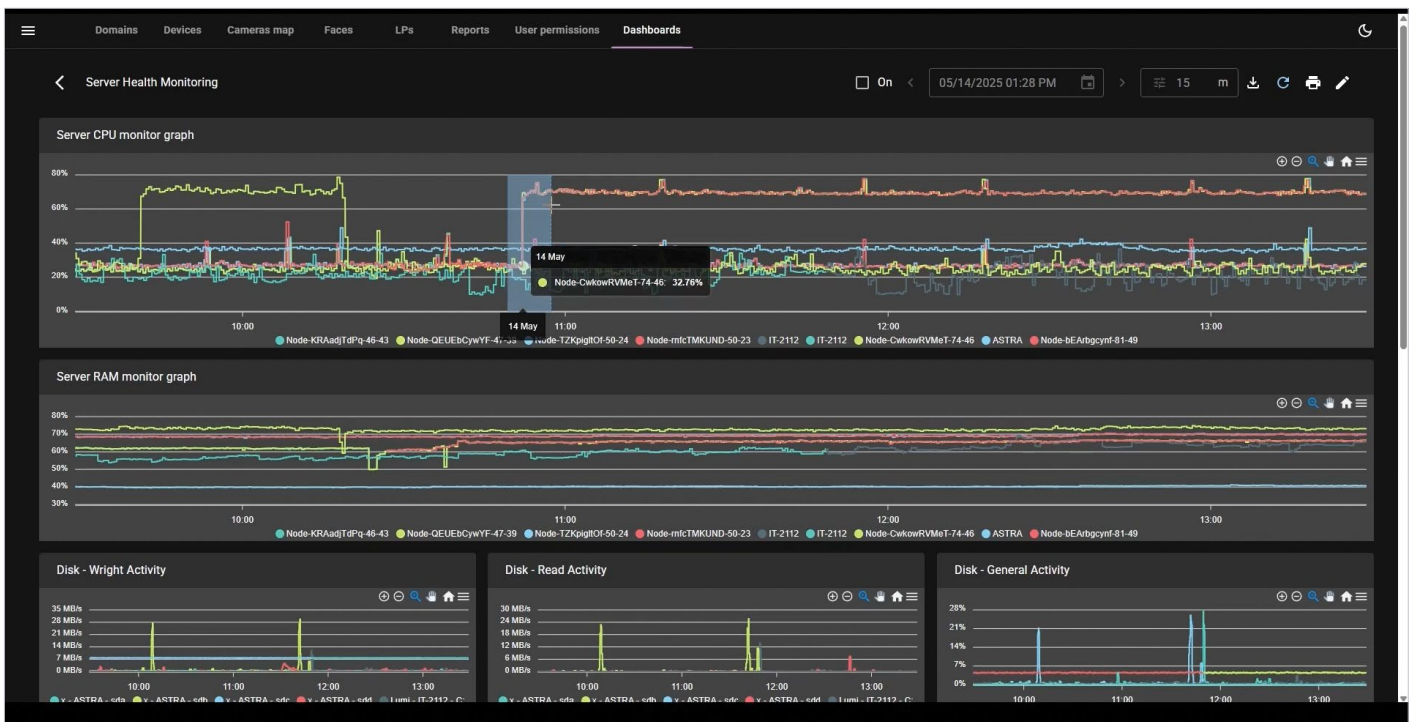 Domains Devices Cameras map Faces LPs Reports User permissions Dashboards
Server Health Monitoring
On 05/14/2025 01:28 PM 15 m
Server CPU monitor graph
80%
60%
40%
20%
0%
14 May
Node-CwkowRVMeT-74-46: 32.76%
10:00 14 May 11:00 12:00 13:00
Node-KRAadjTdPq-46-43 Node-QEUEbCywYF-47-39 Node-TZKpigItOf-50-24 Node-mfcTMKUND-50-23 IT-2112 IT-2112 Node-CwkowRVMeT-74-46 ASTRA Node-bEArbgcynf-81-49
Server RAM monitor graph
80%
70%
60%
50%
40%
30%
10:00 11:00 12:00 13:00
Node-KRAadjTdPq-46-43 Node-QEUEbCywYF-47-39 Node-TZKpigItOf-50-24 Node-mfcTMKUND-50-23 IT-2112 IT-2112 Node-CwkowRVMeT-74-46 ASTRA Node-bEArbgcynf-81-49
Disk - Wright Activity
35 MB/s
28 MB/s
21 MB/s
14 MB/s
7 MB/s
0 MB/s
10:00 11:00 12:00 13:00
x - ASTRA - sda x - ASTRA - sdb x - ASTRA - sdc x - ASTRA - sdd Lumi - IT-2112 - C:
Disk - Read Activity
30 MB/s
24 MB/s
18 MB/s
12 MB/s
6 MB/s
0 MB/s
10:00 11:00 12:00 13:00
x - ASTRA - sda x - ASTRA - sdb x - ASTRA - sdc x - ASTRA - sdd Lumi - IT-2112 - C:
Disk - General Activity
28%
21%
14%
7%
0%
10:00 11:00 12:00 13:00